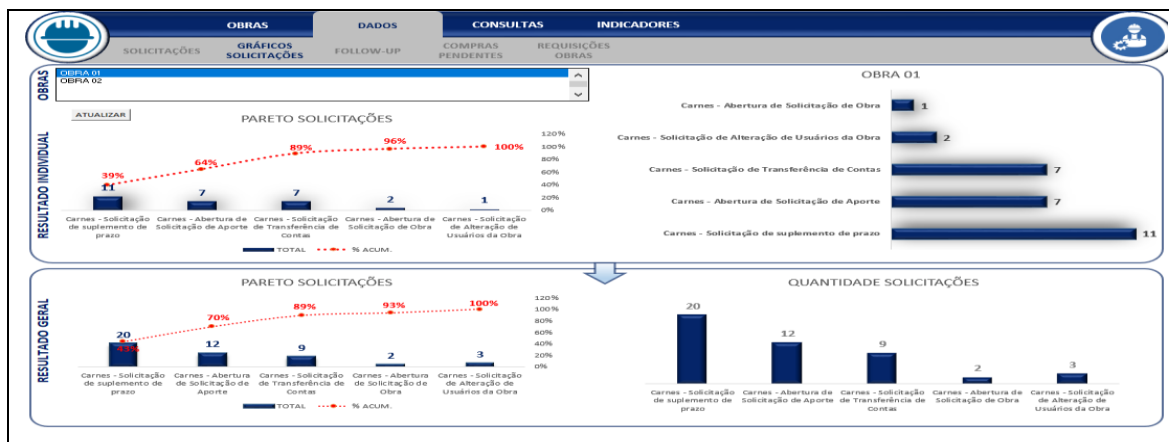 OBRAS
DADOS
CONSULTAS
INDICADORES
SOLICITAÇÕES
GRÁFICOS
SOLICITAÇÕES
FOLLOW-UP
COMPRAS
PENDENTES
REQUISIÇÕES
OBRAS
OBRAS
OBRA 01
OBRA 02
ATUALIZAR
RESULTADO INDIVIDUAL
PARETO SOLICITAÇÕES
120%
100%
80%
60%
40%
20%
0%
39%
64%
89%
96%
100%
11
7
7
2
1
Carnes - Solicitação
de suplemento de
prazo
Carnes - Abertura de
Solicitação de Aporte
Carnes - Solicitação
de Transferência de
Contas
Carnes - Abertura de
Solicitação de Obra
Carnes - Solicitação
de Alteração de
Usuários da Obra
TOTAL
% ACUM.
OBRA 01
Carnes - Abertura de Solicitação de Obra
1
Carnes - Solicitação de Alteração de Usuários da Obra
2
Carnes - Solicitação de Transferência de Contas
7
Carnes - Abertura de Solicitação de Aporte
7
Carnes - Solicitação de suplemento de prazo
11
RESULTADO GERAL
PARETO SOLICITAÇÕES
120%
100%
80%
60%
40%
20%
0%
43%
70%
89%
93%
100%
20
12
9
2
3
Carnes - Solicitação
de suplemento de
prazo
Carnes - Abertura
de Solicitação de
Aporte
Carnes - Solicitação
de Transferência de
Contas
Carnes - Abertura
de Solicitação de
Obra
Carnes - Solicitação
de Alteração de
Usuários da Obra
TOTAL
% ACUM.
QUANTIDADE SOLICITAÇÕES
20
12
9
2
3
Carnes - Solicitação
de suplemento de
prazo
Carnes - Abertura de
Solicitação de Aporte
Carnes - Solicitação
de Transferência de
Contas
Carnes - Abertura de
Solicitação de Obra
Carnes - Solicitação
de Alteração de
Usuários da Obra